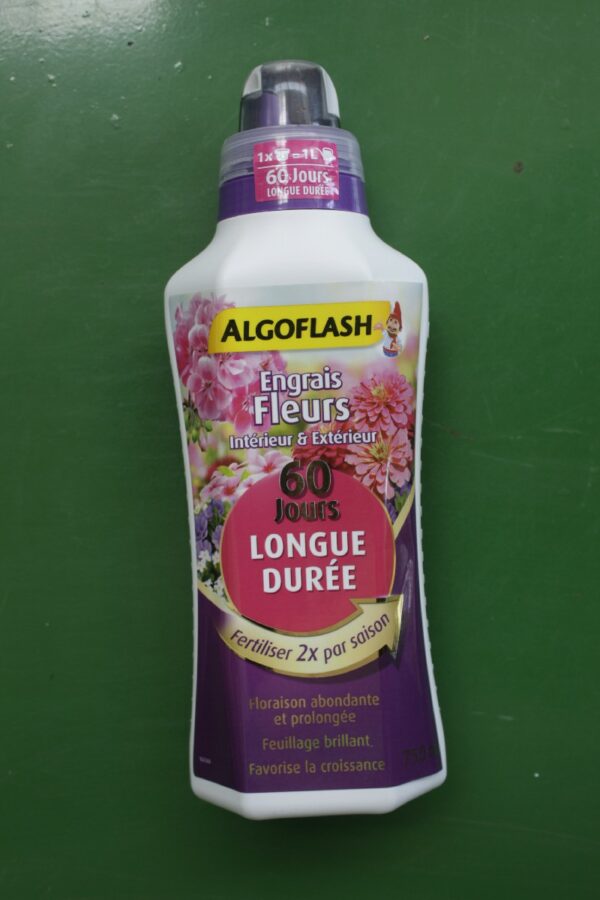 1x = 1L
60 Jours
LONGUE DURÉE
ALGOFLASH
Engrais
Fleurs
Intérieur & Extérieur
60
Jours
LONGUE
DURÉE
Fertiliser 2x par saison
Floraison abondante
et prolongée
Feuillage brillant
Favorise la croissance